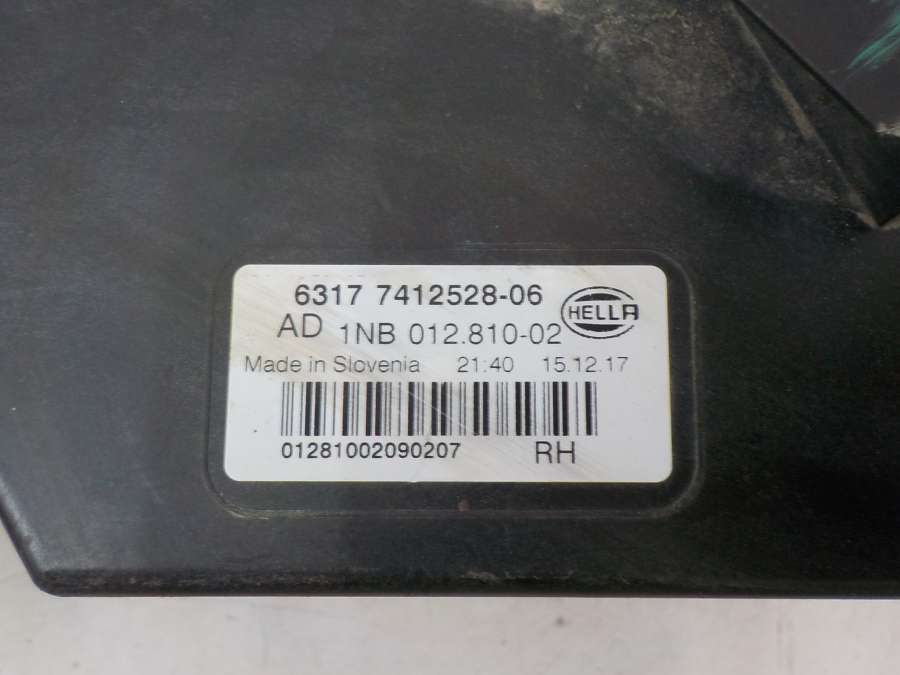 6317 7412528-06
HELLA
AD 1NB 012.810-02
Made in Slovenia 21:40 15.12.17
01281002090207 RH